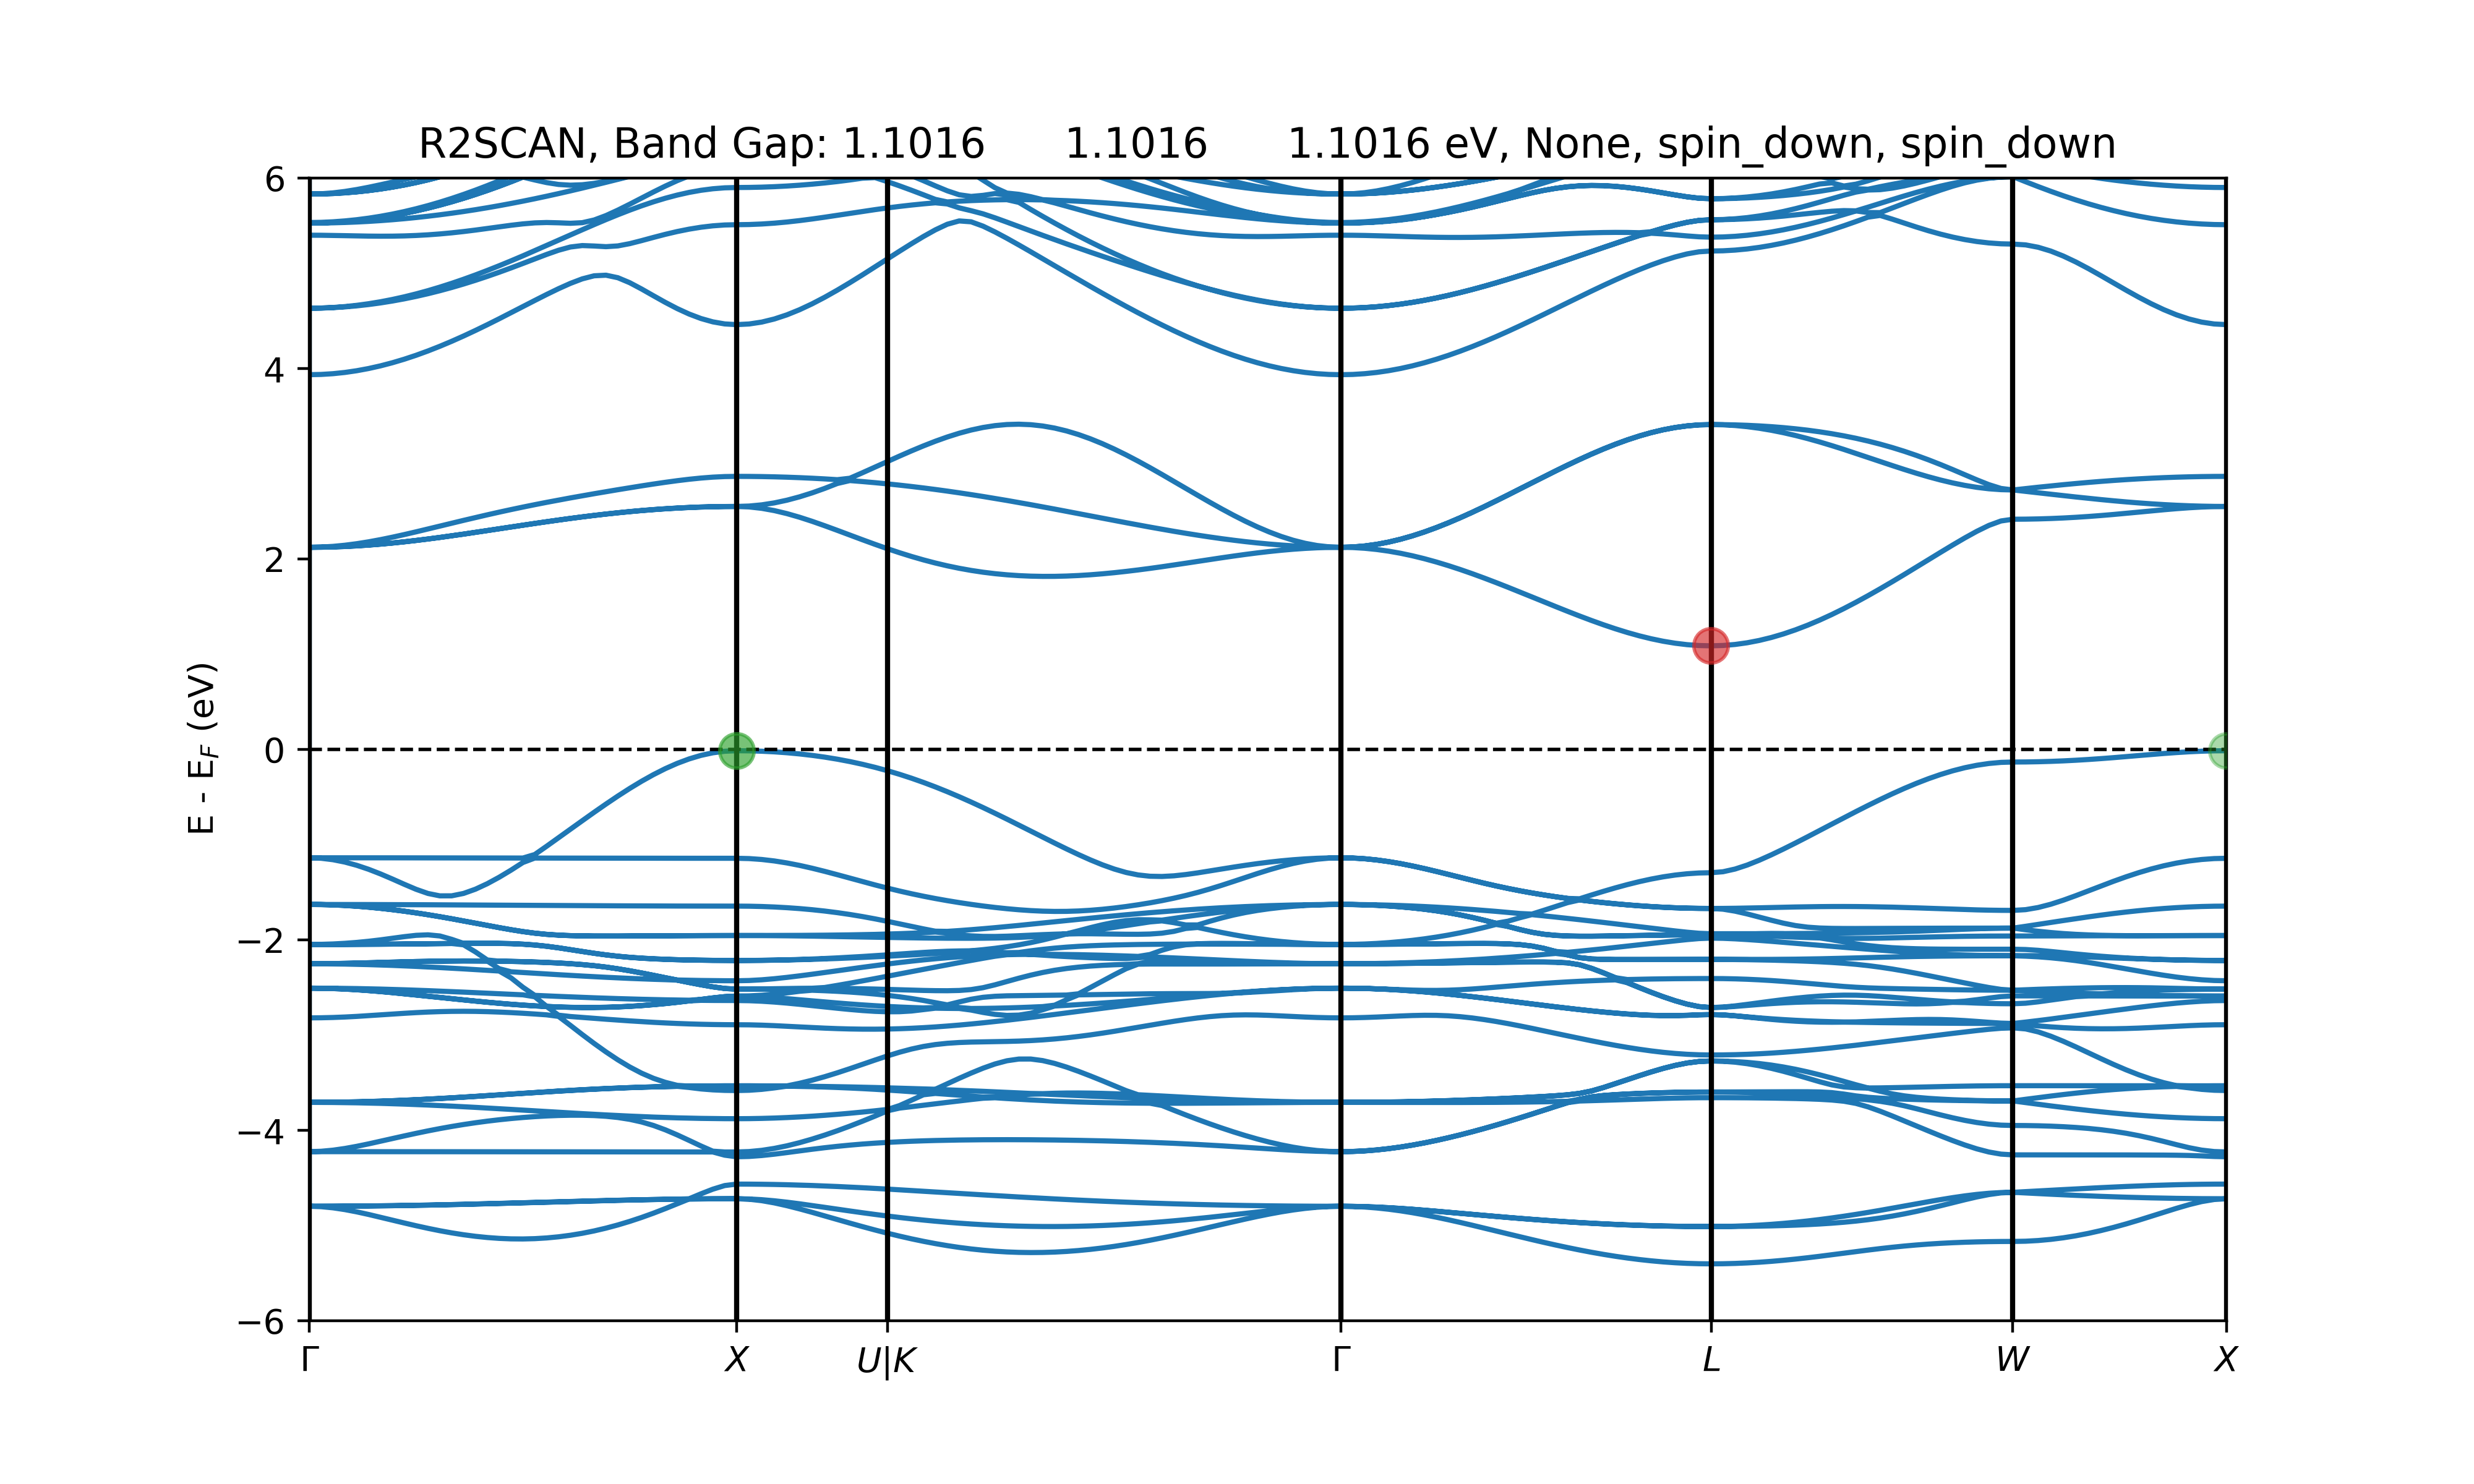 R2SCAN, Band Gap: 1.1016 1.1016 1.1016 eV, None, spin_down, spin_down
6
4
2
0
−2
−4
−6
E - E_F (eV)
Γ X U|K Γ L W X